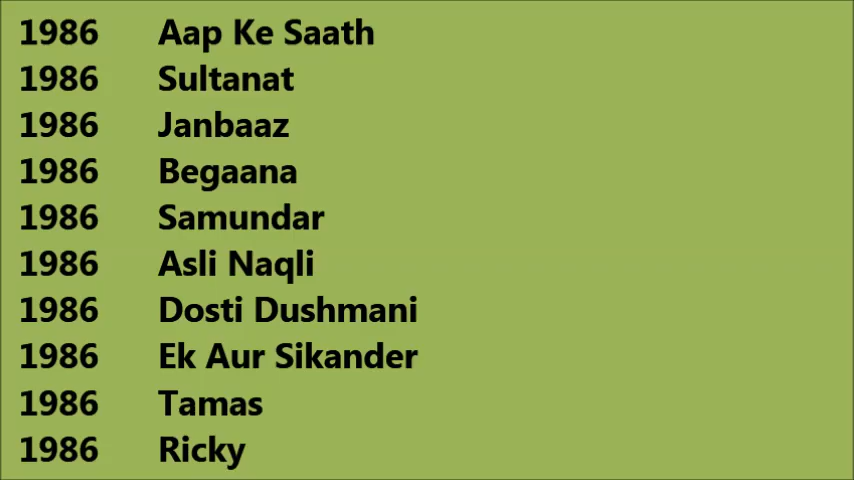 1986 Aap Ke Saath
1986 Sultanat
1986 Janbaaz
1986 Begaana
1986 Samundar
1986 Asli Naqli
1986 Dosti Dushmani
1986 Ek Aur Sikander
1986 Tamas
1986 Ricky